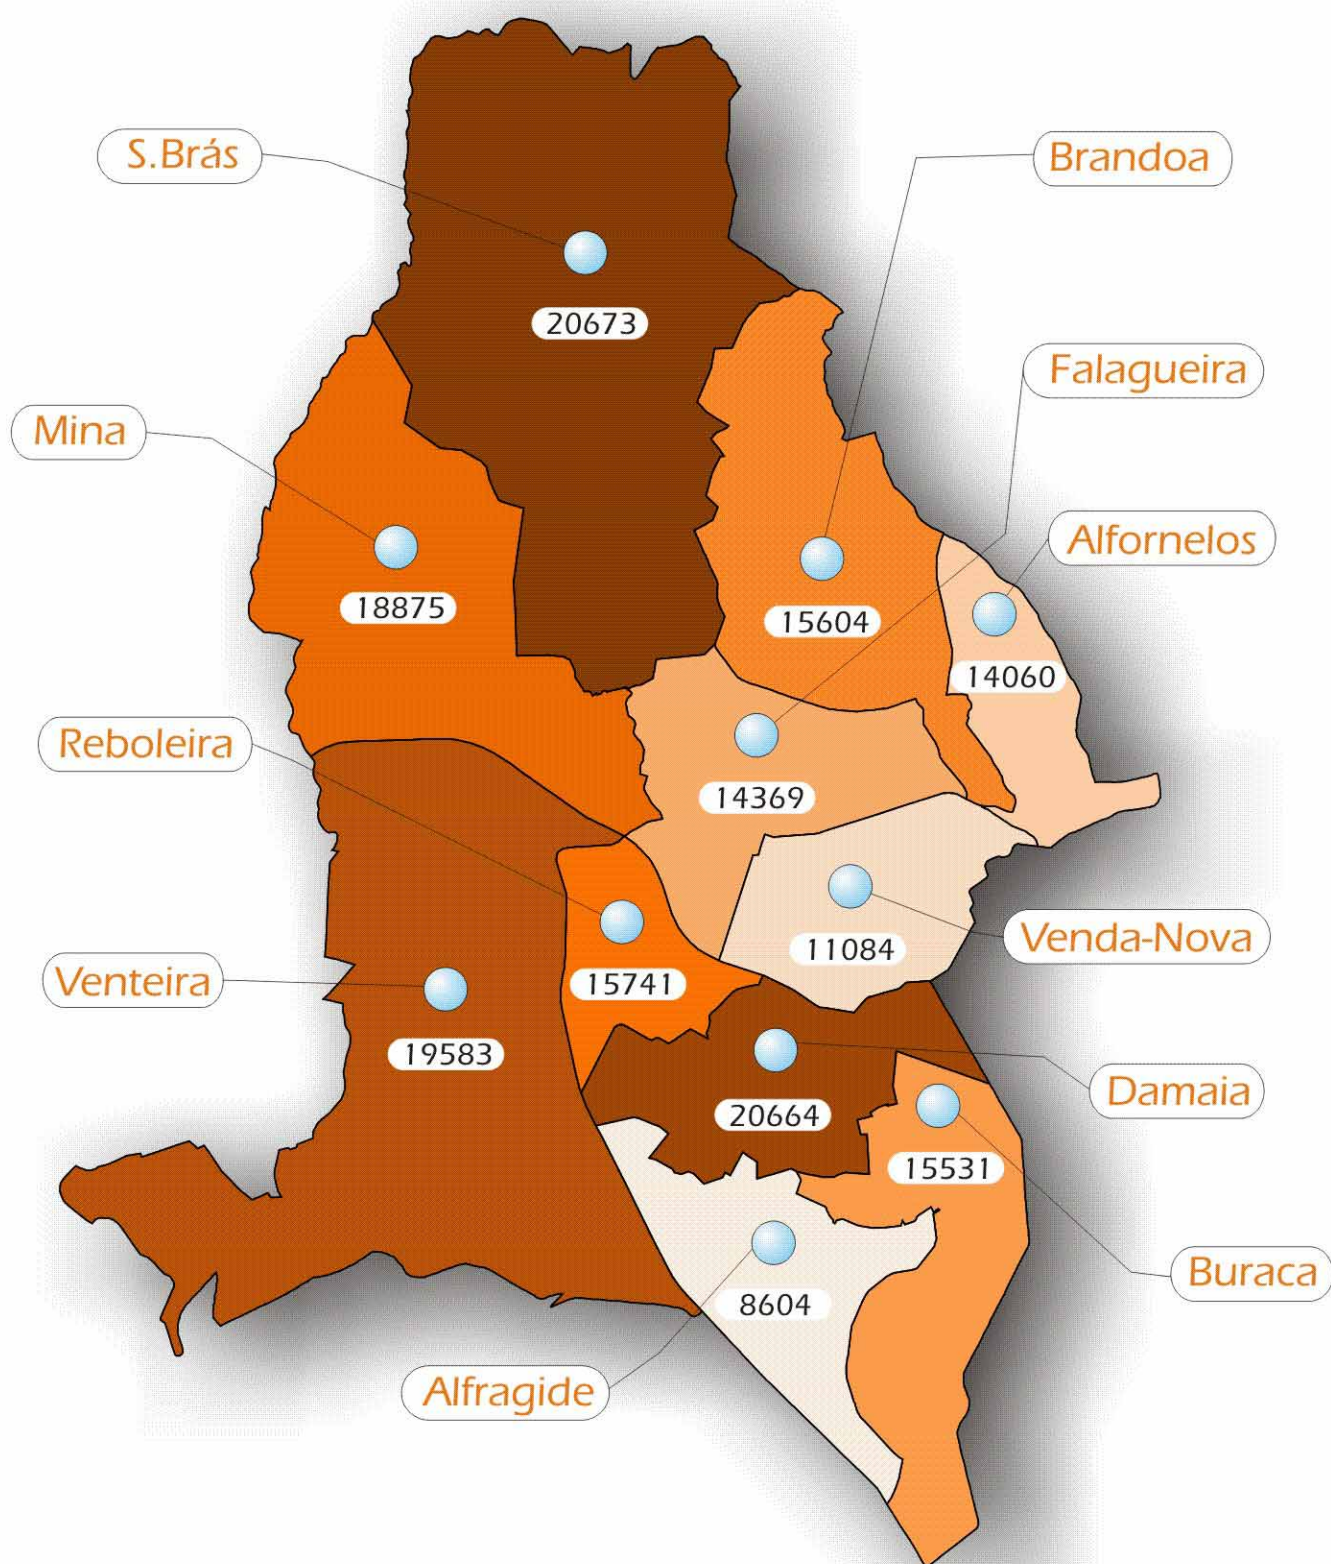 S.Brás
Brandoa
20673
Falagueira
Mina
Alfornelos
18875
15604
14060
Reboleira
14369
Venda-Nova
11084
Venteira
15741
19583
Damaia
20664
15531
Buraca
8604
Alfragide